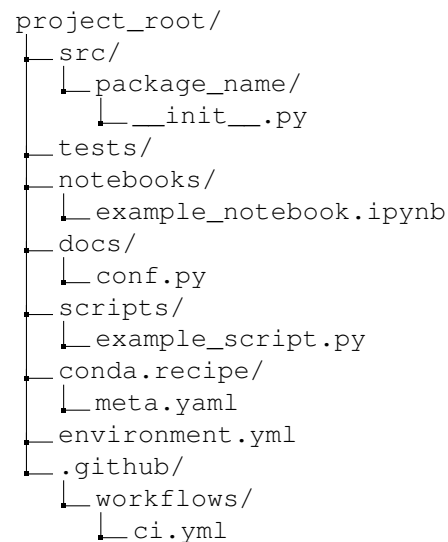 project_root/
src/
package_name/
__init__.py
tests/
notebooks/
example_notebook.ipynb
docs/
conf.py
scripts/
example_script.py
conda.recipe/
meta.yaml
environment.yml
.github/
workflows/
ci.yml